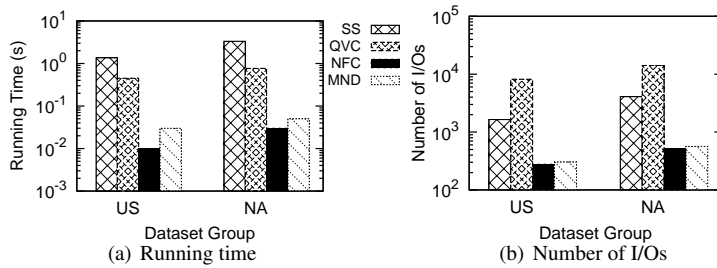 Running Time (s)
10^1
10^0
10^-1
10^-2
10^-3
US
NA
Dataset Group
(a) Running time
SS
QVC
NFC
MND
Number of I/Os
10^5
10^4
10^3
10^2
US
NA
Dataset Group
(b) Number of I/Os